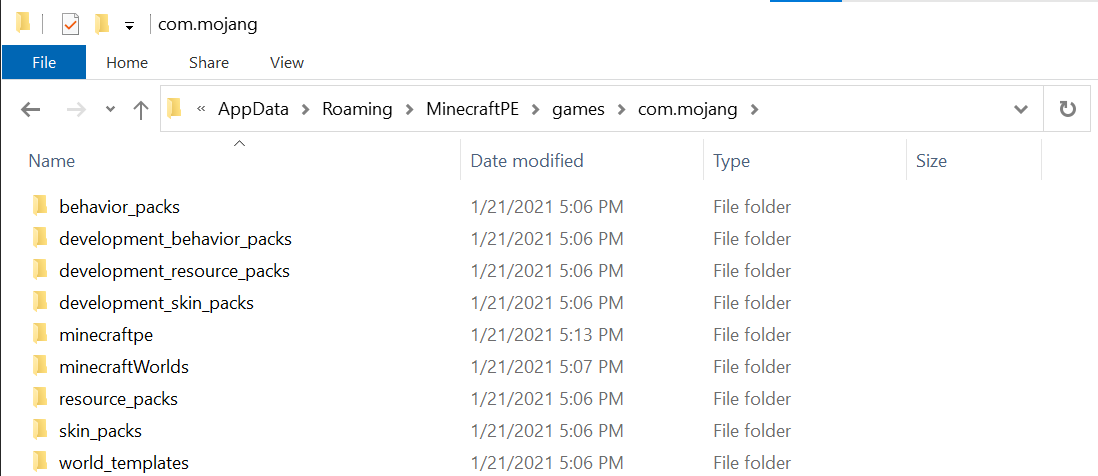 com.mojang
File Home Share View
« AppData Roaming MinecraftPE games com.mojang
Name Date modified Type Size
behavior_packs 1/21/2021 5:06 PM File folder
development_behavior_packs 1/21/2021 5:06 PM File folder
development_resource_packs 1/21/2021 5:06 PM File folder
development_skin_packs 1/21/2021 5:06 PM File folder
minecraftpe 1/21/2021 5:13 PM File folder
minecraftWorlds 1/21/2021 5:07 PM File folder
resource_packs 1/21/2021 5:06 PM File folder
skin_packs 1/21/2021 5:06 PM File folder
world_templates 1/21/2021 5:06 PM File folder